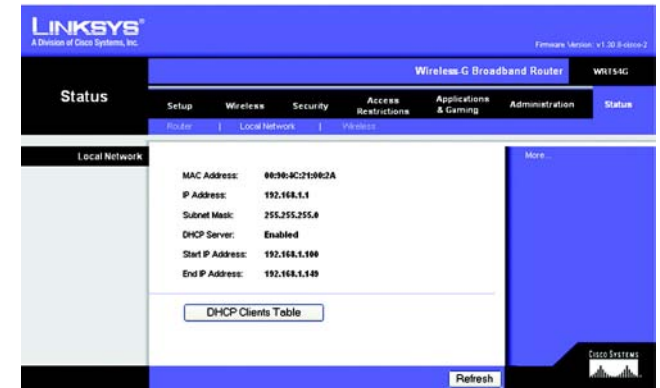 LINKSYS®
A Division of Cisco Systems, Inc.
Firmware Version: v1.30.8-cisco-2
Wireless-G Broadband Router WRT54G
Status
Setup Wireless Security Access Restrictions Applications & Gaming Administration Status
Router | Local Network | Wireless
Local Network
More...
MAC Address: 00:90:4C:21:00:2A
IP Address: 192.168.1.1
Subnet Mask: 255.255.255.0
DHCP Server: Enabled
Start IP Address: 192.168.1.100
End IP Address: 192.168.1.149
DHCP Clients Table
Refresh
CISCO SYSTEMS